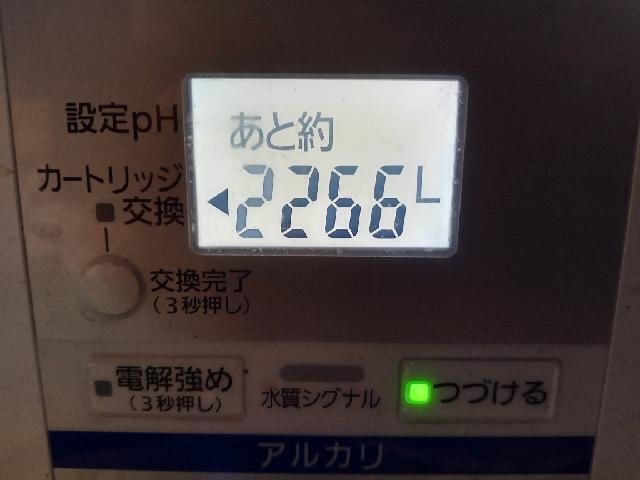 設定pH
あと約
カートリッジ
交換
2266L
交換完了
(3秒押し)
電解強め
(3秒押し)
水質シグナル
つづける
アルカリ